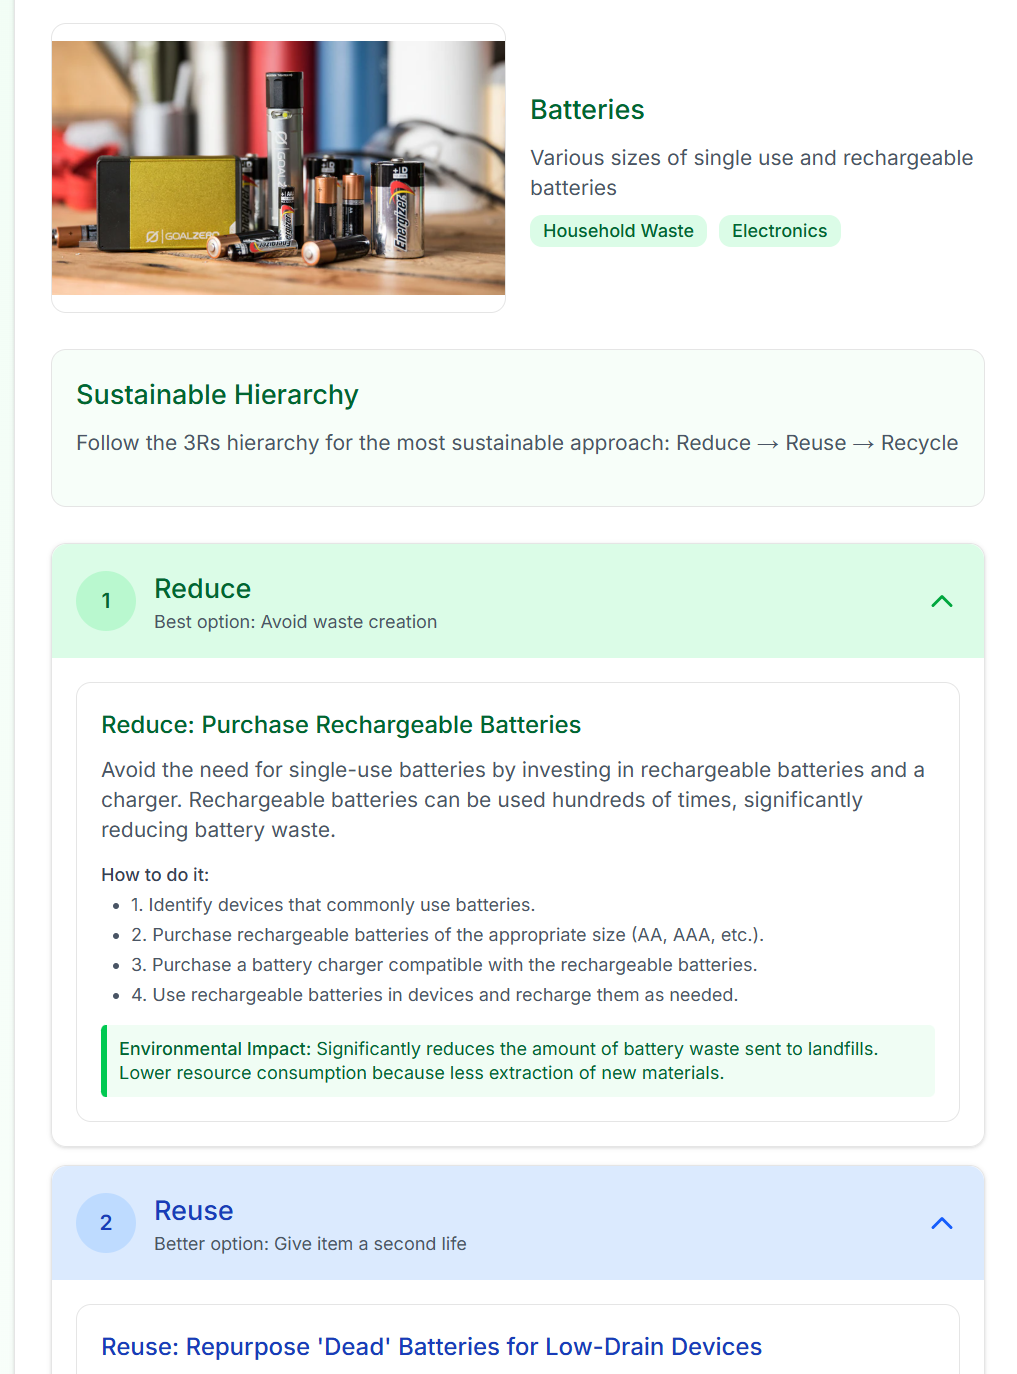 GOALZERO
Energizer
Energizer
+|D
Batteries
Various sizes of single use and rechargeable
batteries
Household Waste
Electronics
Sustainable Hierarchy
Follow the 3Rs hierarchy for the most sustainable approach: Reduce → Reuse → Recycle
1
Reduce
Best option: Avoid waste creation
Reduce: Purchase Rechargeable Batteries
Avoid the need for single-use batteries by investing in rechargeable batteries and a
charger. Rechargeable batteries can be used hundreds of times, significantly
reducing battery waste.
How to do it:
• 1. Identify devices that commonly use batteries.
• 2. Purchase rechargeable batteries of the appropriate size (AA, AAA, etc.).
• 3. Purchase a battery charger compatible with the rechargeable batteries.
• 4. Use rechargeable batteries in devices and recharge them as needed.
Environmental Impact: Significantly reduces the amount of battery waste sent to landfills.
Lower resource consumption because less extraction of new materials.
2
Reuse
Better option: Give item a second life
Reuse: Repurpose 'Dead' Batteries for Low-Drain Devices